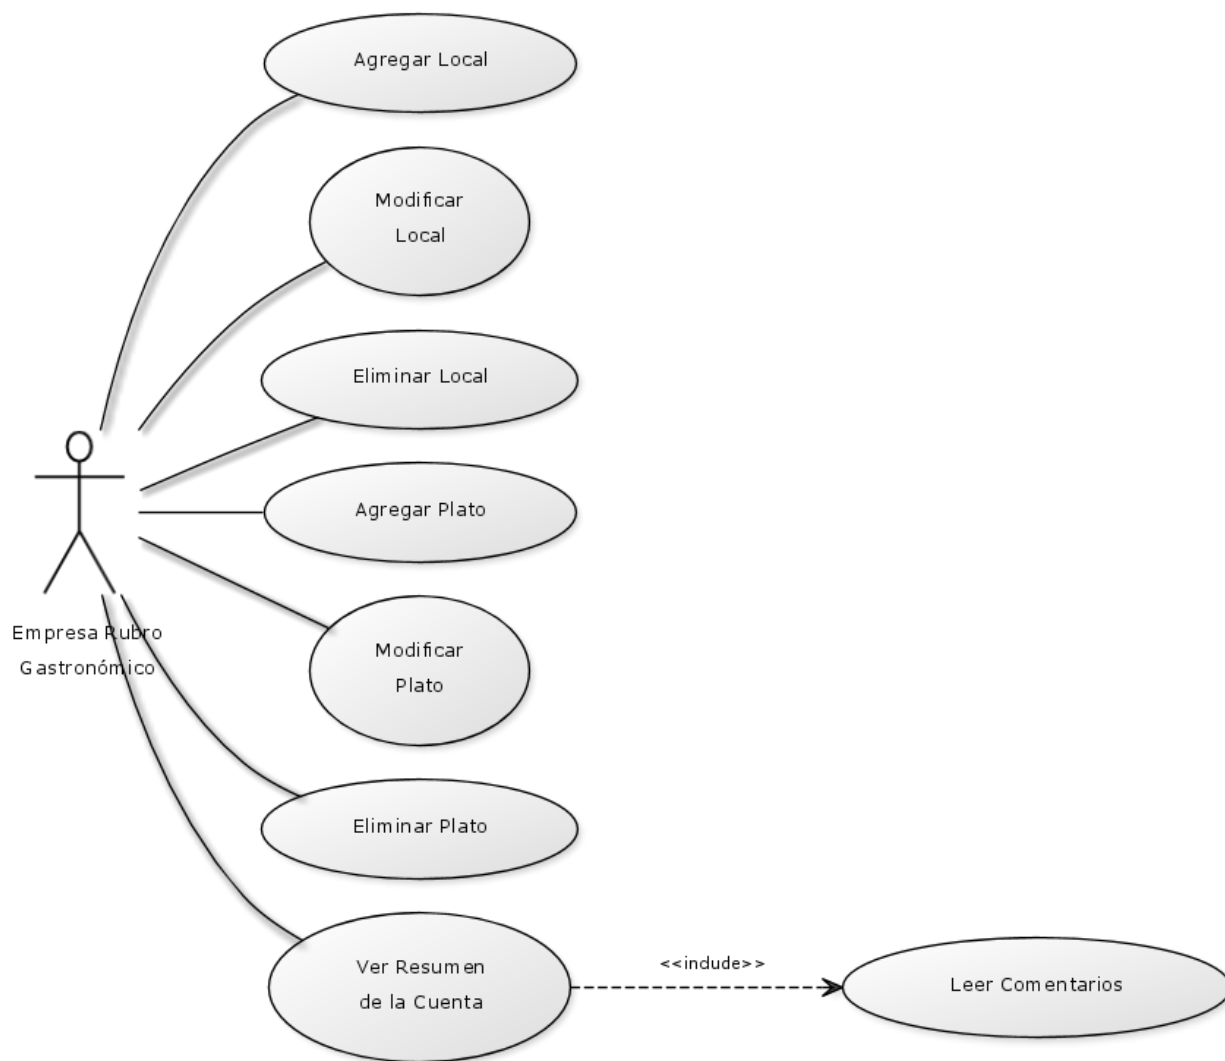 Agregar Local
Modificar
Local
Eliminar Local
Agregar Plato
Empresa Rubro
Gastronómico
Modificar
Plato
Eliminar Plato
Ver Resumen
de la Cuenta
<<include>>
Leer Comentarios